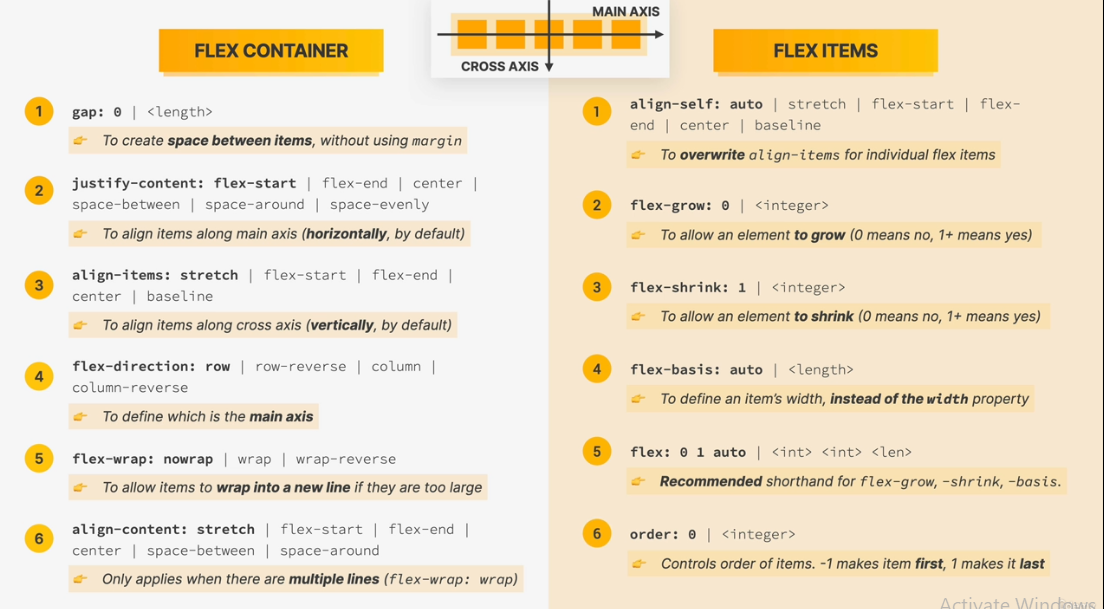 MAIN AXIS
CROSS AXIS
FLEX CONTAINER
1
gap: 0 | <length>
To create space between items, without using margin
2
justify-content: flex-start | flex-end | center |
space-between | space-around | space-evenly
To align items along main axis (horizontally, by default)
3
align-items: stretch | flex-start | flex-end |
center | baseline
To align items along cross axis (vertically, by default)
4
flex-direction: row | row-reverse | column |
column-reverse
To define which is the main axis
5
flex-wrap: nowrap | wrap | wrap-reverse
To allow items to wrap into a new line if they are too large
6
align-content: stretch | flex-start | flex-end |
center | space-between | space-around
Only applies when there are multiple lines (flex-wrap: wrap)
FLEX ITEMS
1
align-self: auto | stretch | flex-start | flex-
end | center | baseline
To overwrite align-items for individual flex items
2
flex-grow: 0 | <integer>
To allow an element to grow (0 means no, 1+ means yes)
3
flex-shrink: 1 | <integer>
To allow an element to shrink (0 means no, 1+ means yes)
4
flex-basis: auto | <length>
To define an item's width, instead of the width property
5
flex: 0 1 auto | <int> <int> <len>
Recommended shorthand for flex-grow, -shrink, -basis.
6
order: 0 | <integer>
Controls order of items. -1 makes item first, 1 makes it last
Activate Windows